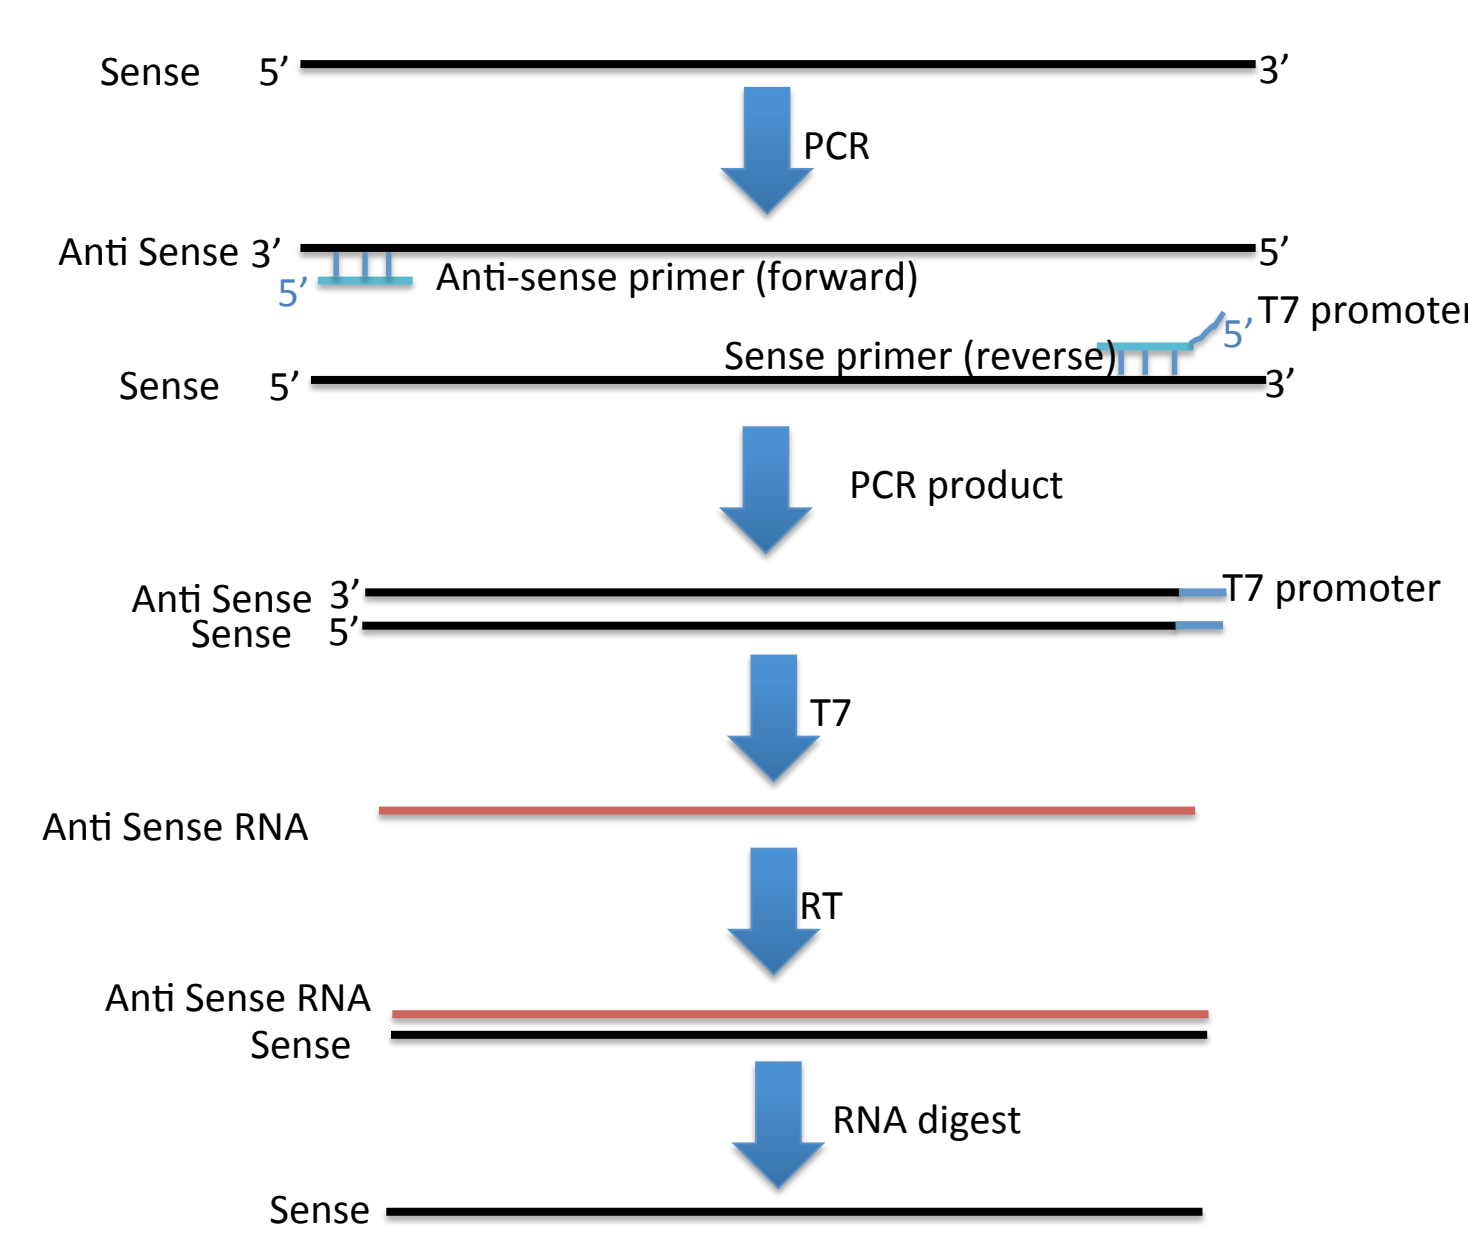 Sense 5’ 3’
PCR
Anti Sense 3’ 5’
5’ Anti-sense primer (forward)
5’ T7 promoter
Sense primer (reverse)
Sense 5’ 3’
PCR product
Anti Sense 3’ T7 promoter
Sense 5’
T7
Anti Sense RNA
RT
Anti Sense RNA
Sense
RNA digest
Sense